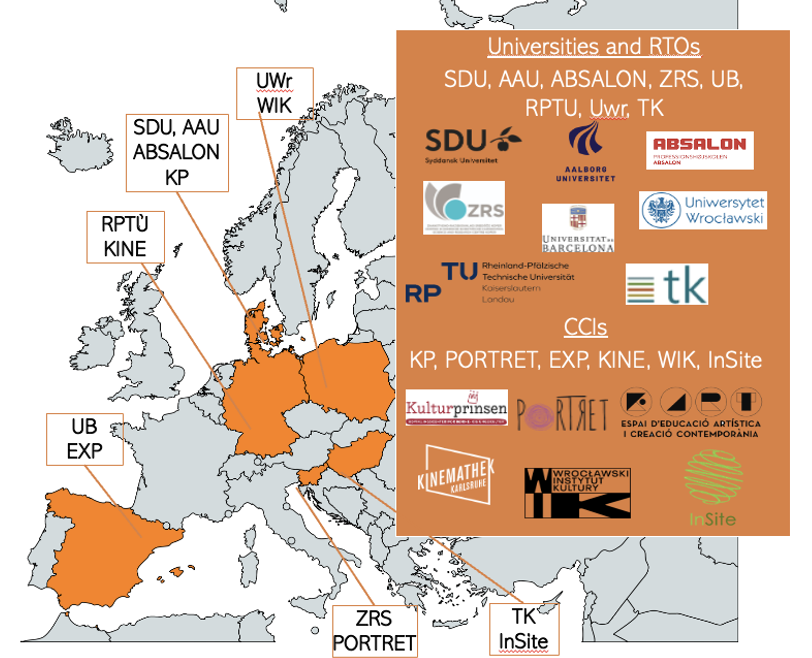 UWr
WIK
SDU, AAU
ABSALON
KP
RPTÙ
KINE
UB
EXP
ZRS
PORTRET
TK
InSite
Universities and RTOs
SDU, AAU, ABSALON, ZRS, UB,
RPTU, Uwr, TK
SDU
Syddansk Universitet
AALBORG
UNIVERSITET
ABSALON
PROFESSIONSHØJSKOLEN
ABSALON
ZRS
UNIVERSITAT DE
BARCELONA
Uniwersytet
Wrocławski
RPTU
Rheinland-Pfälzische
Technische Universität
Kaiserslautern
Landau
tk
CCIs
KP, PORTRET, EXP, KINE, WIK, InSite
Kulturprinsen
PORTRET
EXPART
ESPAI D'EDUCACIÓ ARTÍSTICA
I CREACIÓ CONTEMPORÀNIA
KINEMATHEK
KARLSRUHE
WROCŁAWSKI
INSTYTUT
KULTURY
WIK
InSite